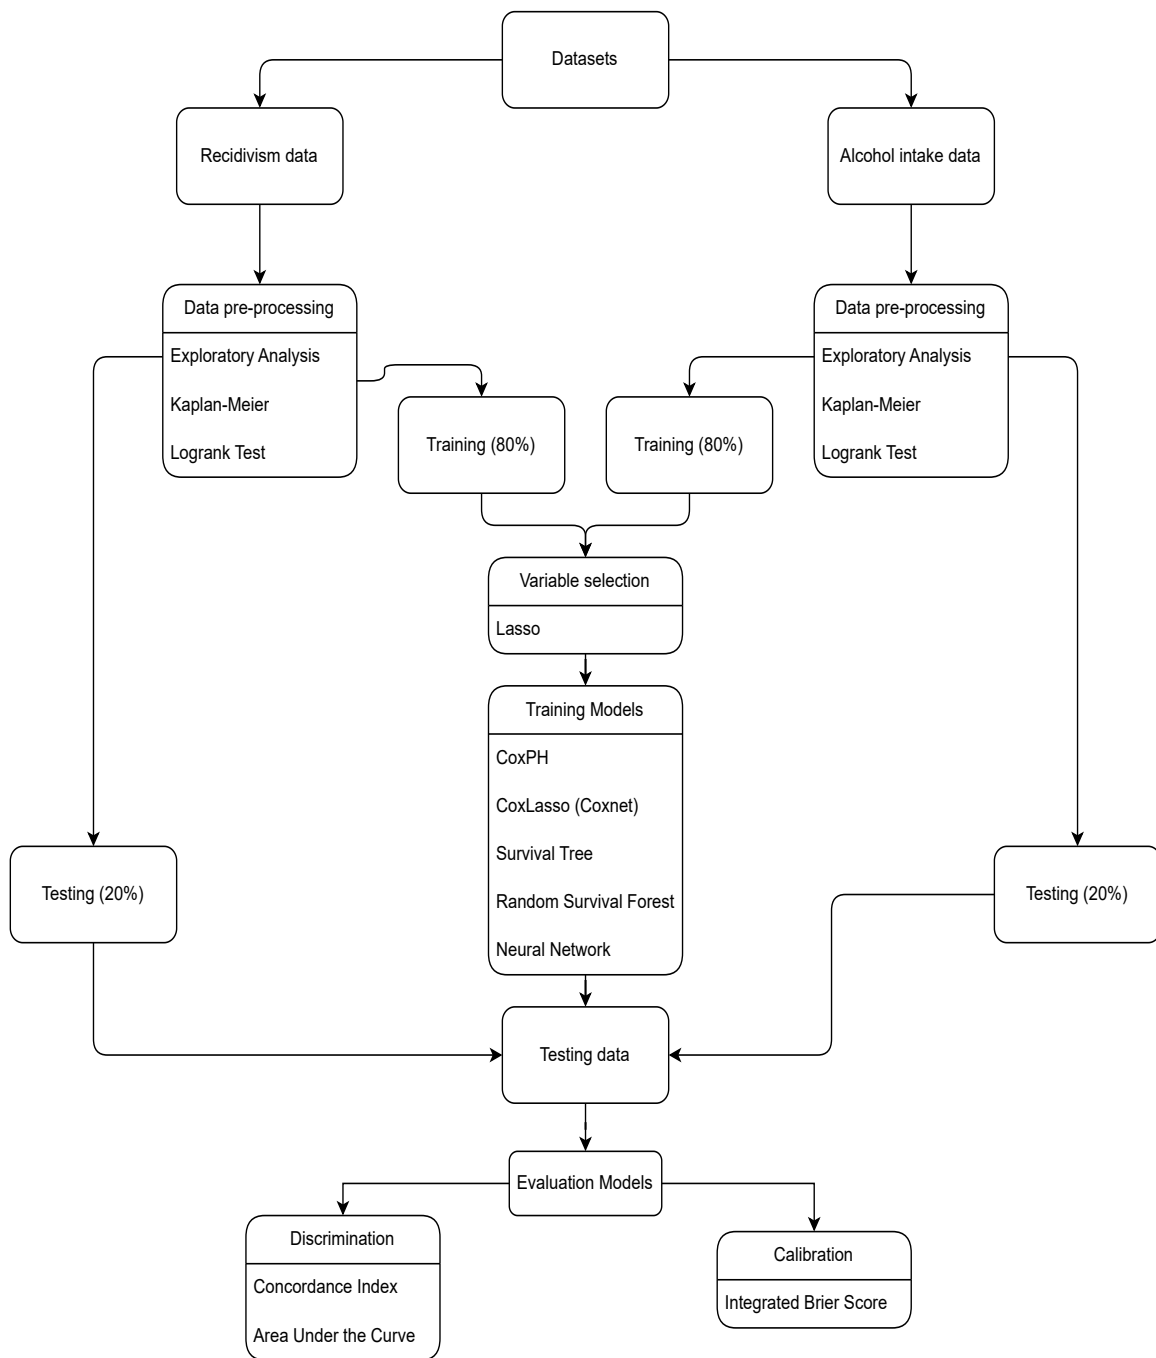 Datasets
Recidivism data
Alcohol intake data
Data pre-processing
Exploratory Analysis
Kaplan-Meier
Logrank Test
Data pre-processing
Exploratory Analysis
Kaplan-Meier
Logrank Test
Training (80%)
Training (80%)
Variable selection
Lasso
Training Models
CoxPH
CoxLasso (Coxnet)
Survival Tree
Random Survival Forest
Neural Network
Testing (20%)
Testing (20%)
Testing data
Evaluation Models
Discrimination
Concordance Index
Area Under the Curve
Calibration
Integrated Brier Score